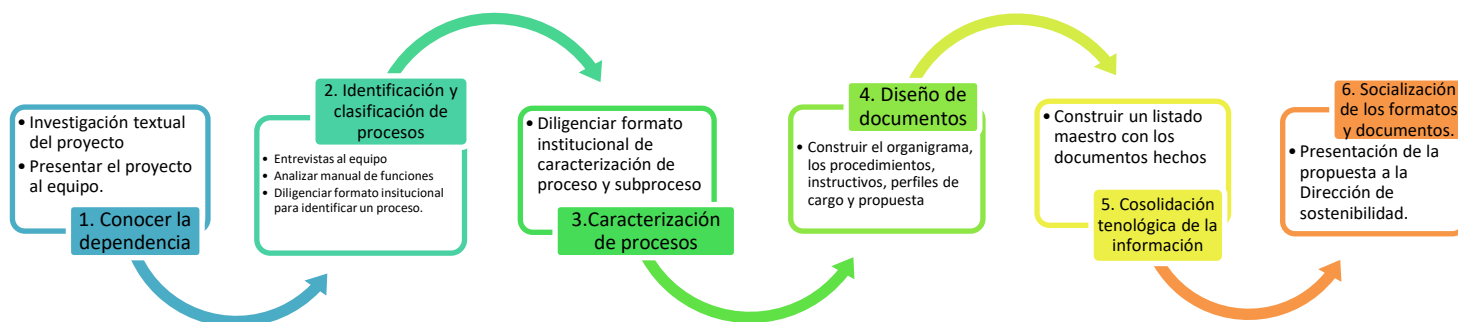 • Investigación textual
del proyecto
• Presentar el proyecto
al equipo.
1. Conocer la
dependencia
2. Identificación y
clasificación de
procesos
• Entrevistas al equipo
• Analizar manual de funciones
• Diligenciar formato insitucional
para identificar un proceso.
• Diligenciar formato
institucional de
caracterización de
proceso y subproceso
3.Caracterización
de procesos
4. Diseño de
documentos
• Construir el organigrama,
los procedimientos,
instructivos, perfiles de
cargo y propuesta
• Construir un listado
maestro con los
documentos hechos
5. Cosolidación
tenológica de la
información
6. Socialización
de los formatos
y documentos.
• Presentación de la
propuesta a la
Dirección de
sostenibilidad.